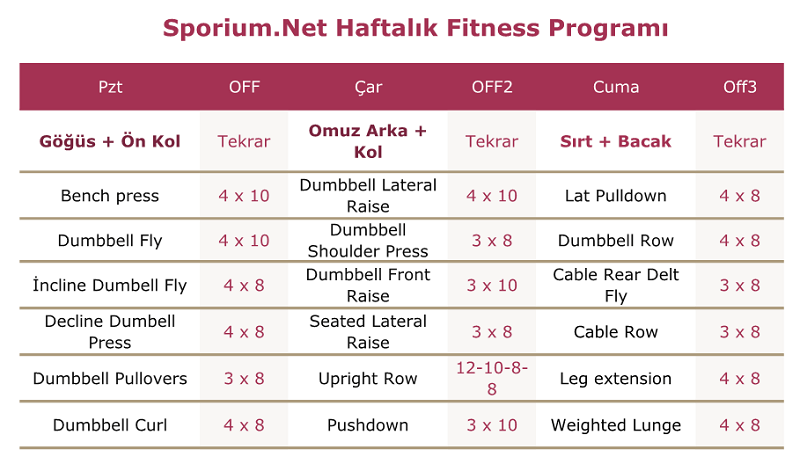 Sporium.Net Haftalık Fitness Programı
Pzt OFF Çar OFF2 Cuma Off3
Göğüs + Ön Kol Tekrar Omuz Arka + Kol Tekrar Sırt + Bacak Tekrar
Bench press 4 x 10 Dumbbell Lateral Raise 4 x 10 Lat Pulldown 4 x 8
Dumbbell Fly 4 x 10 Dumbbell Shoulder Press 3 x 8 Dumbbell Row 4 x 8
İncline Dumbell Fly 4 x 8 Dumbbell Front Raise 3 x 10 Cable Rear Delt Fly 3 x 8
Decline Dumbell Press 4 x 8 Seated Lateral Raise 3 x 8 Cable Row 3 x 8
Dumbbell Pullovers 3 x 8 Upright Row 12-10-8-8 Leg extension 4 x 8
Dumbbell Curl 4 x 8 Pushdown 3 x 10 Weighted Lunge 4 x 8